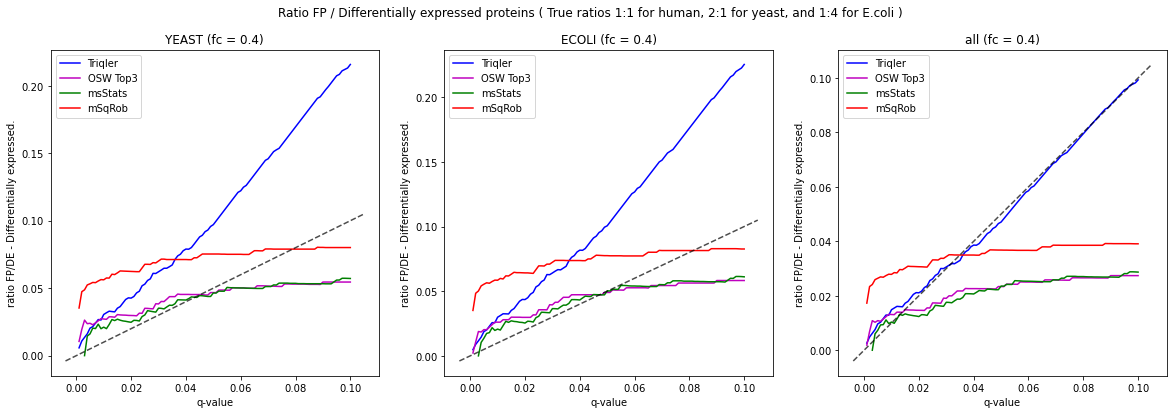 Ratio FP / Differentially expressed proteins ( True ratios 1:1 for human, 2:1 for yeast, and 1:4 for E.coli )
YEAST (fc = 0.4)
Triqler
OSW Top3
msStats
mSqRob
ratio FP/DE - Differentially expressed.
0.20
0.15
0.10
0.05
0.00
0.00 0.02 0.04 0.06 0.08 0.10
q-value
ECOLI (fc = 0.4)
Triqler
OSW Top3
msStats
mSqRob
ratio FP/DE - Differentially expressed.
0.20
0.15
0.10
0.05
0.00
0.00 0.02 0.04 0.06 0.08 0.10
q-value
all (fc = 0.4)
Triqler
OSW Top3
msStats
mSqRob
ratio FP/DE - Differentially expressed.
0.10
0.08
0.06
0.04
0.02
0.00
0.00 0.02 0.04 0.06 0.08 0.10
q-value